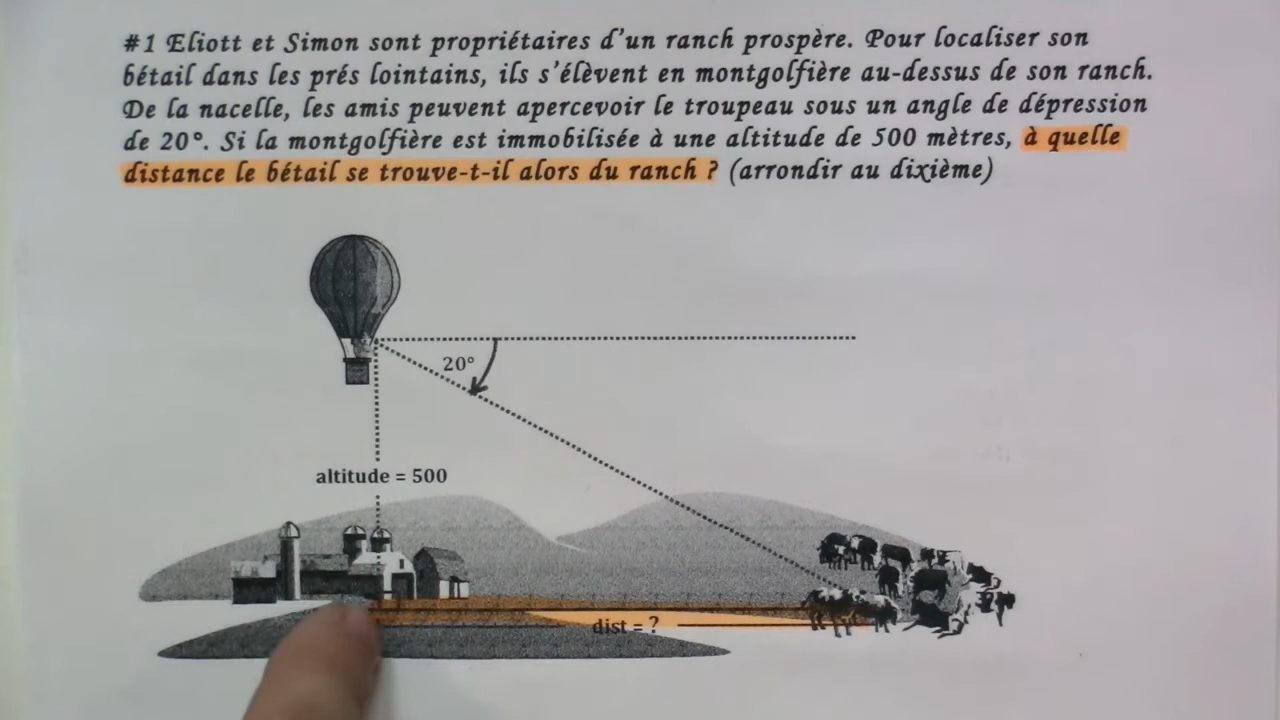 #1 Eliott et Simon sont propriétaires d'un ranch prospère. Pour localiser son
bétail dans les prés lointains, ils s'élèvent en montgolfière au-dessus de son ranch.
De la nacelle, les amis peuvent apercevoir le troupeau sous un angle de dépression
de 20°. Si la montgolfière est immobilisée à une altitude de 500 mètres, à quelle
distance le bétail se trouve-t-il alors du ranch ? (arrondir au dixième)
20°
altitude = 500
dist = ?